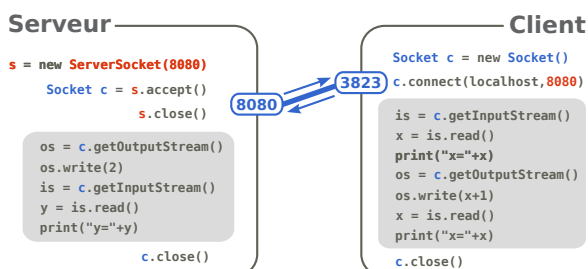 Serveur
s = new ServerSocket(8080)
Socket c = s.accept()
s.close()
os = c.getOutputStream()
os.write(2)
is = c.getInputStream()
y = is.read()
print("y="+y)
c.close()
8080
3823
Client
Socket c = new Socket()
c.connect(localhost,8080)
is = c.getInputStream()
x = is.read()
print("x="+x)
os = c.getOutputStream()
os.write(x+1)
x = is.read()
print("x="+x)
c.close()